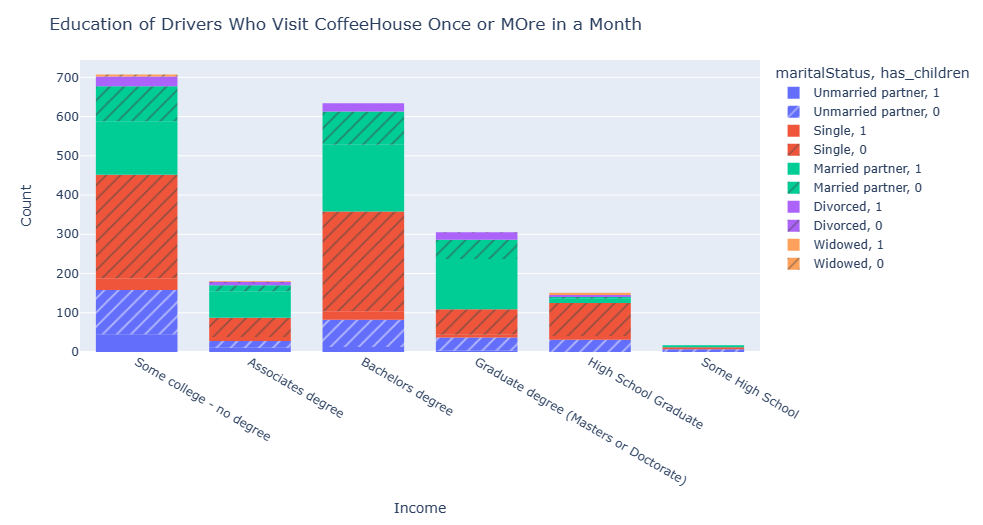 Education of Drivers Who Visit CoffeeHouse Once or MOre in a Month
maritalStatus, has_children
Unmarried partner, 1
Unmarried partner, 0
Single, 1
Single, 0
Married partner, 1
Married partner, 0
Divorced, 1
Divorced, 0
Widowed, 1
Widowed, 0
Count
700
600
500
400
300
200
100
0
Some college - no degree
Associates degree
Bachelors degree
Graduate degree (Masters or Doctorate)
High School Graduate
Some High School
Income